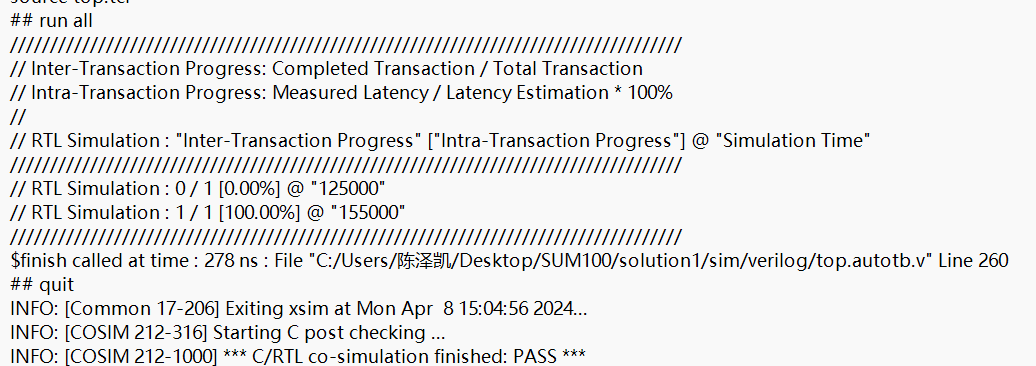 source top.tcl
## run all
////////////////////////////////////////////////////////////////////////////////////
// Inter-Transaction Progress: Completed Transaction / Total Transaction
// Intra-Transaction Progress: Measured Latency / Latency Estimation * 100%
//
// RTL Simulation : "Inter-Transaction Progress" ["Intra-Transaction Progress"] @ "Simulation Time"
////////////////////////////////////////////////////////////////////////////////////
// RTL Simulation : 0 / 1 [0.00%] @ "125000"
// RTL Simulation : 1 / 1 [100.00%] @ "155000"
////////////////////////////////////////////////////////////////////////////////////
$finish called at time : 278 ns : File "C:/Users/陈泽凯/Desktop/SUM100/solution1/sim/verilog/top.autotb.v" Line 260
## quit
INFO: [Common 17-206] Exiting xsim at Mon Apr  8 15:04:56 2024...
INFO: [COSIM 212-316] Starting C post checking ...
INFO: [COSIM 212-1000] *** C/RTL co-simulation finished: PASS ***